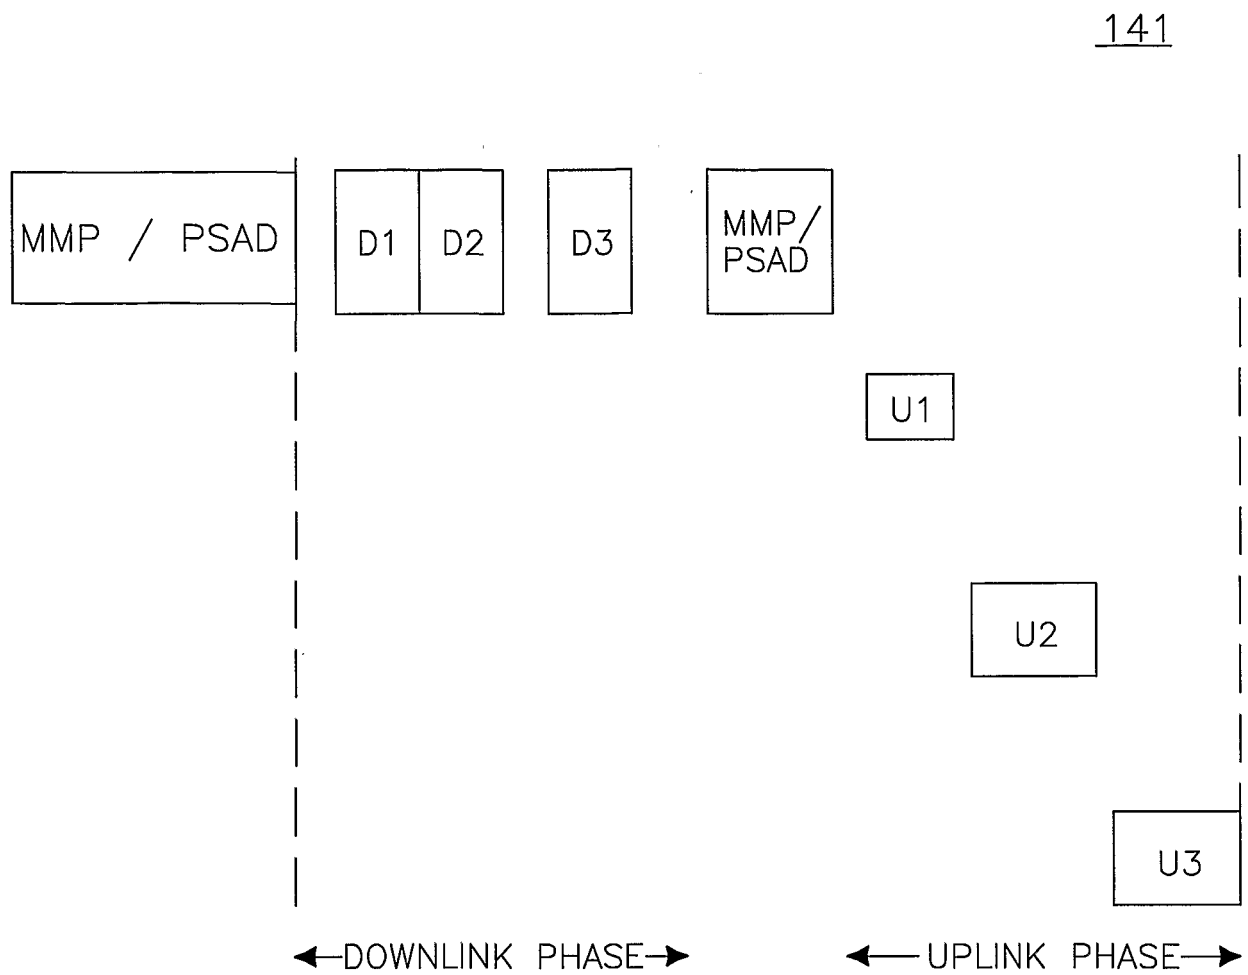 141
MMP / PSAD
D1
D2
D3
MMP/
PSAD
U1
U2
U3
DOWNLINK PHASE
UPLINK PHASE